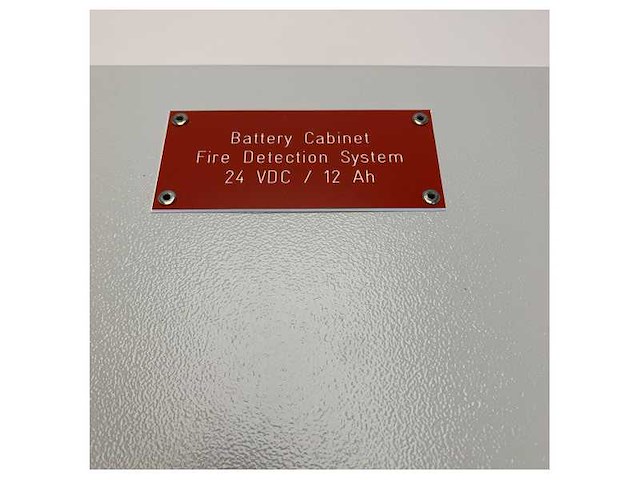 Battery Cabinet
Fire Detection System
24 VDC / 12 Ah